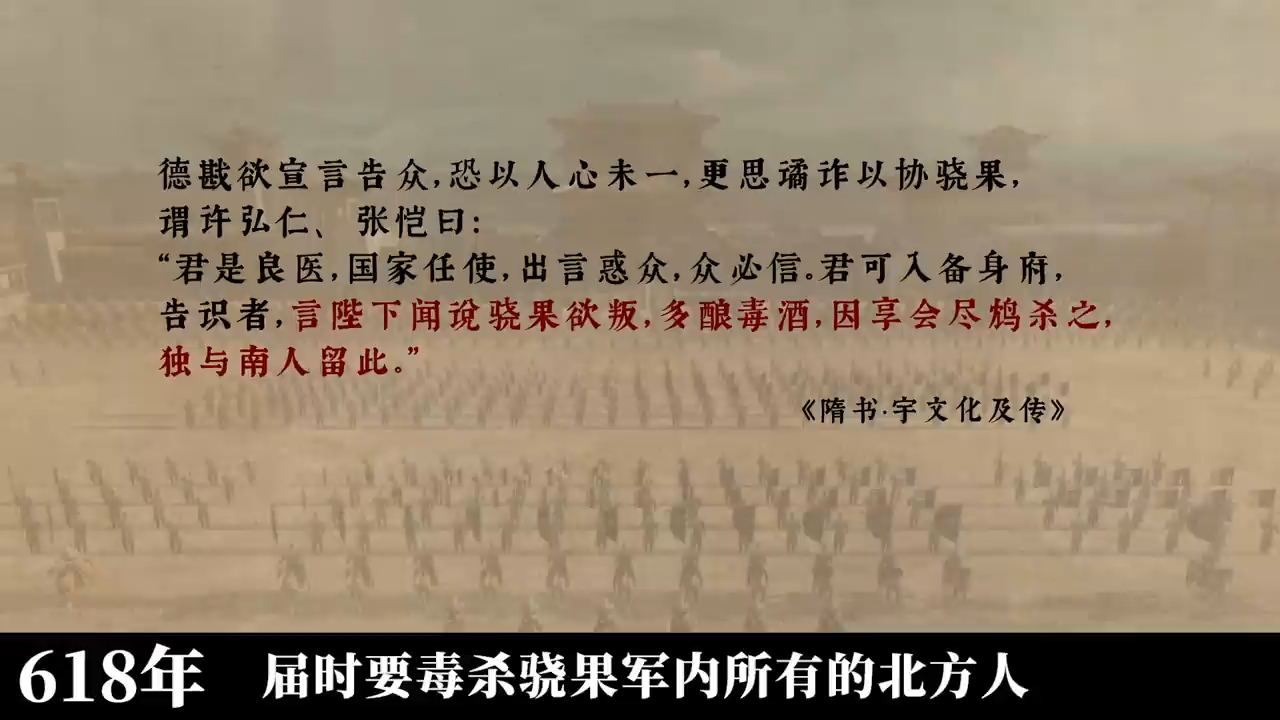 德戡欲宣言告众,恐以人心未一,更思谲诈以协骁果,
谓许弘仁、张恺曰:
“君是良医,国家任使,出言惑众,众必信。君可入备身府,
告识者,言陛下闻说骁果欲叛,多酿毒酒,因享会尽鸩杀之,
独与南人留此。”
《隋书·宇文化及传》
618年 届时要毒杀骁果军内所有的北方人